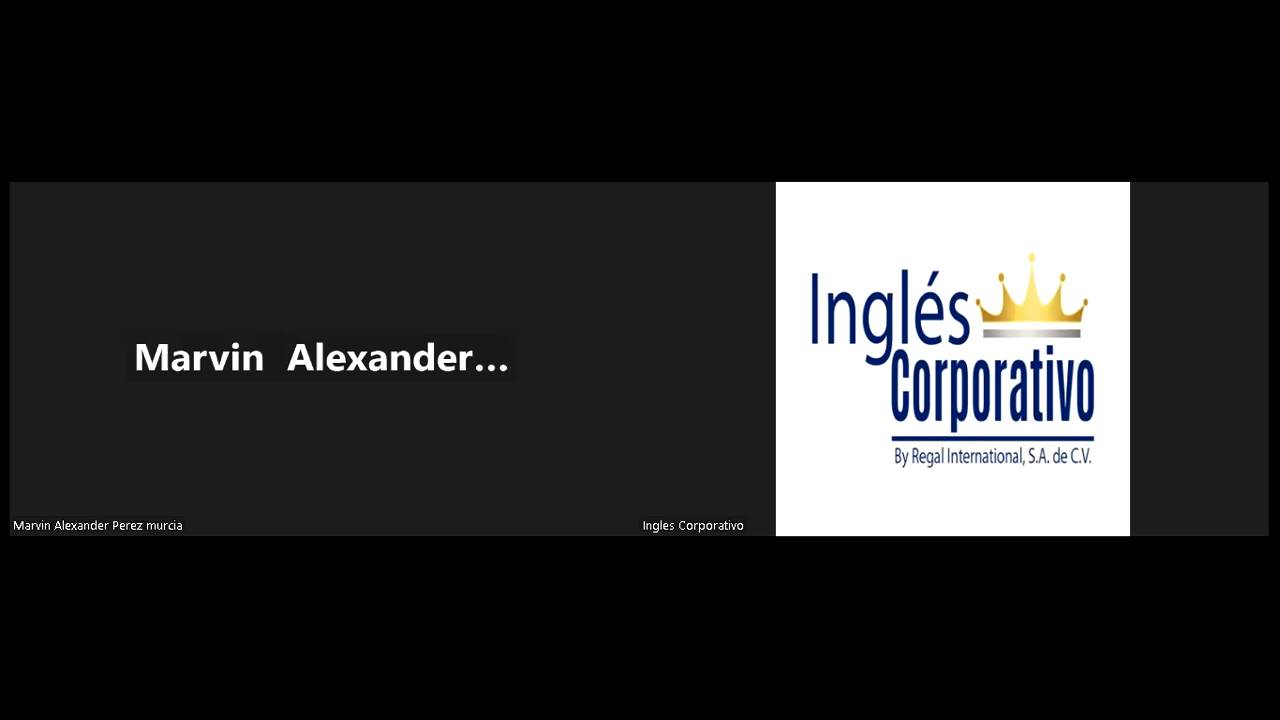 Marvin Alexander...
Marvin Alexander Perez murcia
Inglés
Corporativo
By Regal International, S.A. de C.V.
Ingles Corporativo